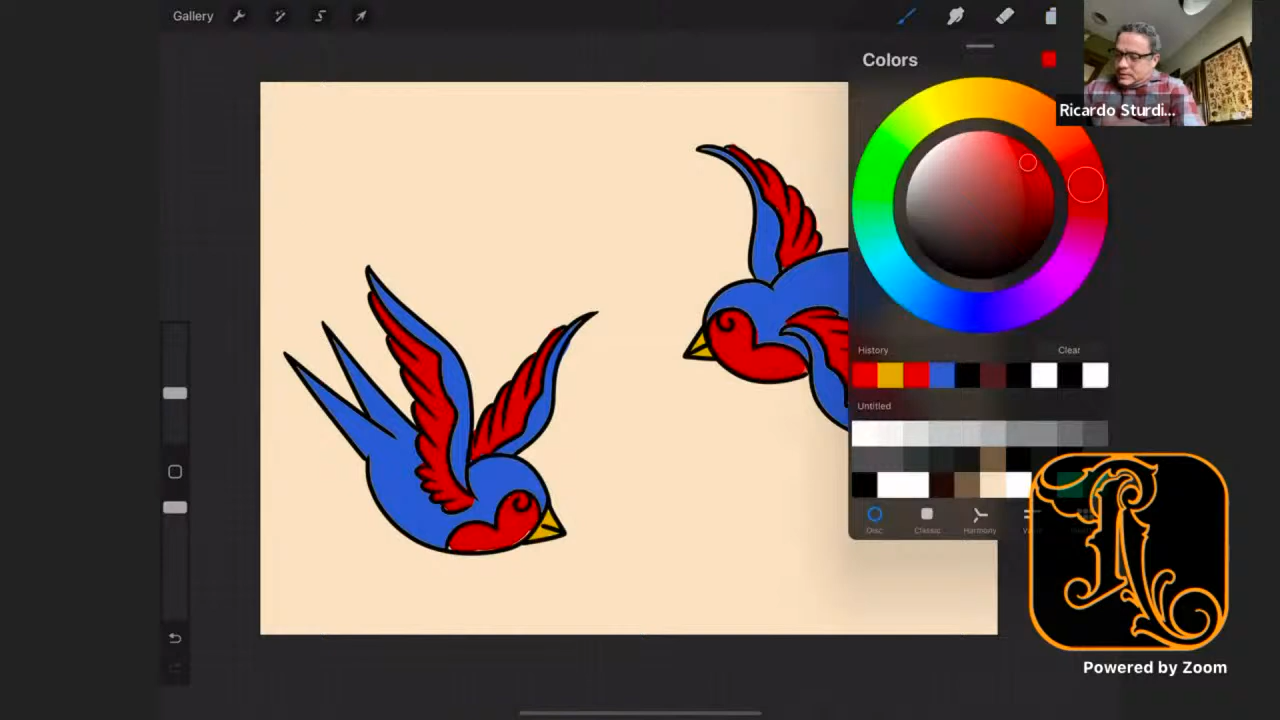 Gallery
Colors
Ricardo Sturdi...
History
Clear
Untitled
Disc
Classic
Harmony
Powered by Zoom